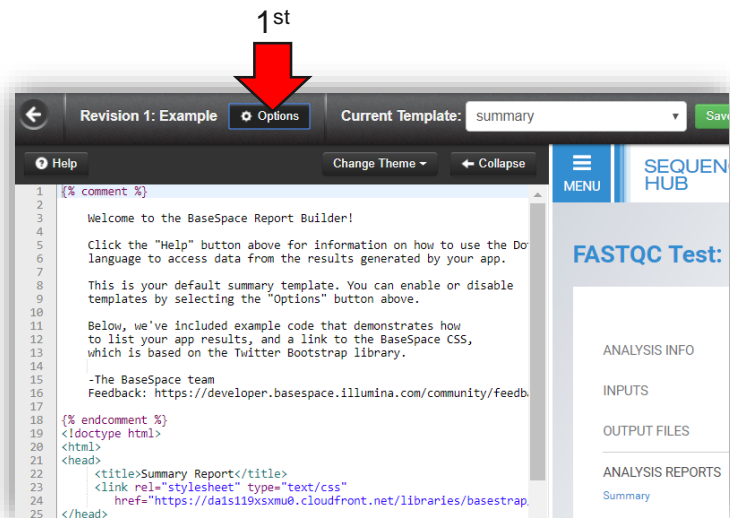 1st
Revision 1: Example Options Current Template: summary Save
Help Change Theme Collapse
MENU
SEQUEN
HUB
1 {% comment %}
2
3 Welcome to the BaseSpace Report Builder!
4
5 Click the "Help" button above for information on how to use the Do
6 language to access data from the results generated by your app.
7
8 This is your default summary template. You can enable or disable
9 templates by selecting the "Options" button above.
10
11 Below, we've included example code that demonstrates how
12 to list your app results, and a link to the BaseSpace CSS,
13 which is based on the Twitter Bootstrap library.
14
15 -The BaseSpace team
16 Feedback: https://developer.basespace.illumina.com/community/feedb
17
18 {% endcomment %}
19 <!doctype html>
20 <html>
21 <head>
22 <title>Summary Report</title>
23 <link rel="stylesheet" type="text/css"
24 href="https://da1s119xsxmu0.cloudfront.net/libraries/basestrap
25 </head>
FASTQC Test:
ANALYSIS INFO
INPUTS
OUTPUT FILES
ANALYSIS REPORTS
Summary